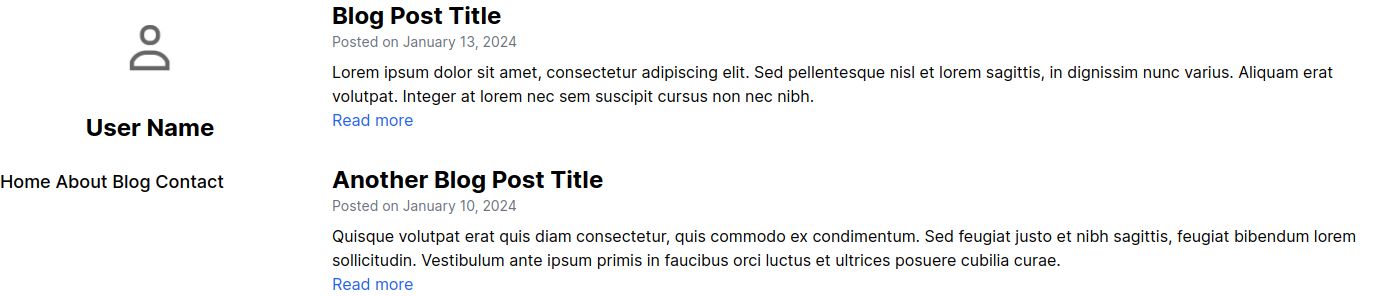 User Name
Home About Blog Contact
Blog Post Title
Posted on January 13, 2024
Lorem ipsum dolor sit amet, consectetur adipiscing elit. Sed pellentesque nisl et lorem sagittis, in dignissim nunc varius. Aliquam erat
volutpat. Integer at lorem nec sem suscipit cursus non nec nibh.
Read more
Another Blog Post Title
Posted on January 10, 2024
Quisque volutpat erat quis diam consectetur, quis commodo ex condimentum. Sed feugiat justo et nibh sagittis, feugiat bibendum lorem
sollicitudin. Vestibulum ante ipsum primis in faucibus orci luctus et ultrices posuere cubilia curae.
Read more